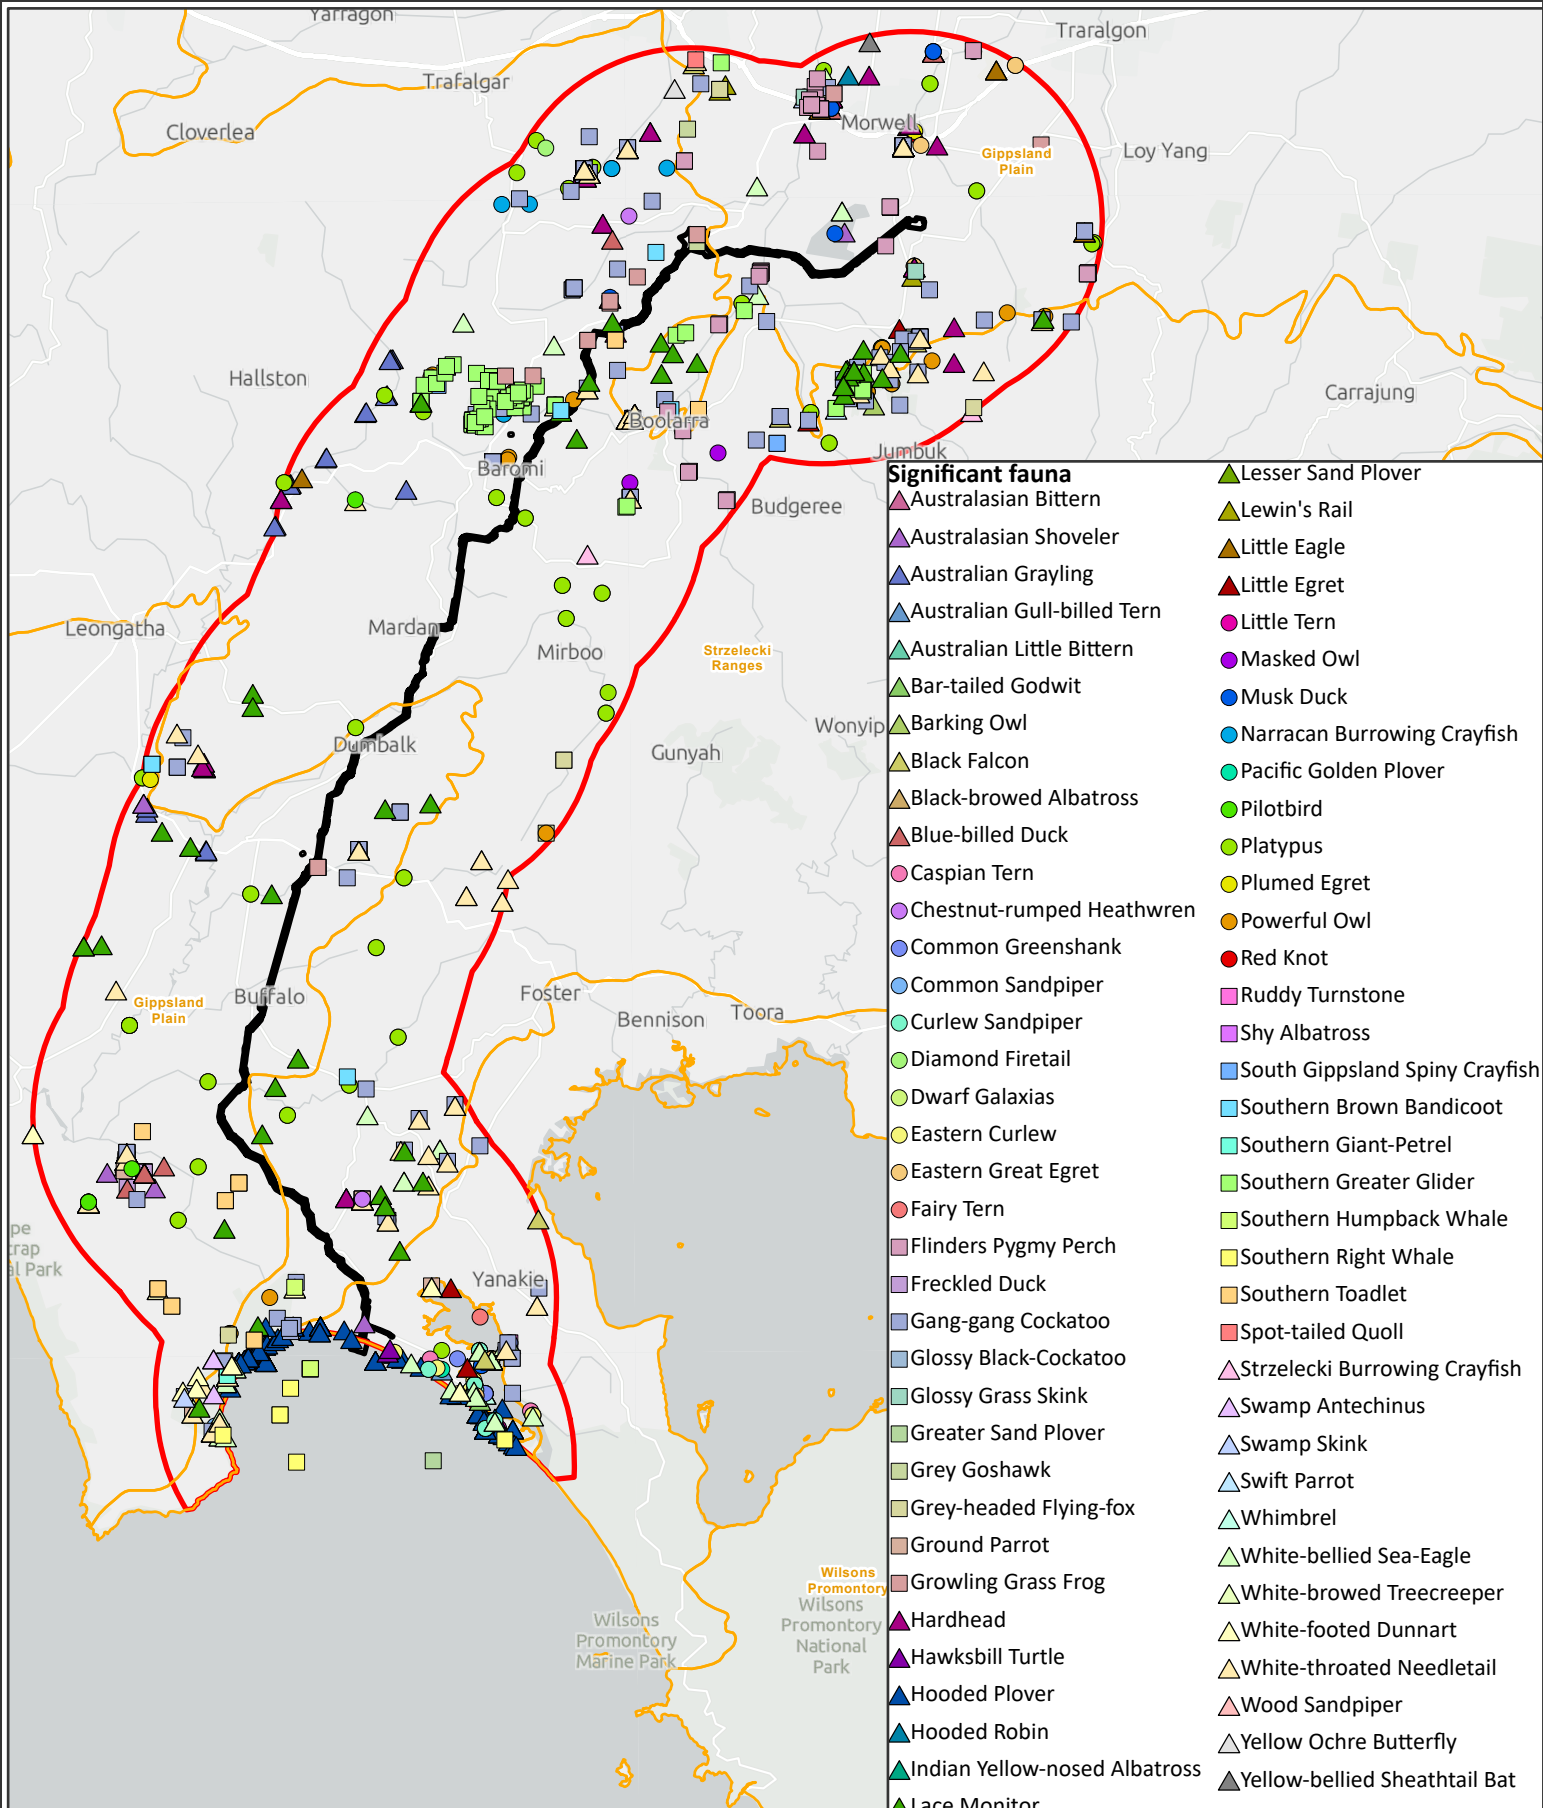 Yarragon
Traralgon
Trafalgar
Cloverlea
Morwell
Loy Yang
Gippsland
Plain
Hallston
Carrajung
Boolarra
Jumbuk
Baromi
Budgeree
Leongatha
Mardan
Mirboo
Strzelecki
Ranges
Wonyip
Dumbalk
Gunyah
Buffalo
Foster
Gippsland
Plain
Bennison
Toora
Yanakie
al Park
Wilsons
Promontory
Wilsons
Promontory
National
Park
Wilsons
Promontory
Marine Park
Significant fauna
Australasian Bittern
Australasian Shoveler
Australian Grayling
Australian Gull-billed Tern
Australian Little Bittern
Bar-tailed Godwit
Barking Owl
Black Falcon
Black-browed Albatross
Blue-billed Duck
Caspian Tern
Chestnut-rumped Heathwren
Common Greenshank
Common Sandpiper
Curlew Sandpiper
Diamond Firetail
Dwarf Galaxias
Eastern Curlew
Eastern Great Egret
Fairy Tern
Flinders Pygmy Perch
Freckled Duck
Gang-gang Cockatoo
Glossy Black-Cockatoo
Glossy Grass Skink
Greater Sand Plover
Grey Goshawk
Grey-headed Flying-fox
Ground Parrot
Growling Grass Frog
Hardhead
Hawksbill Turtle
Hooded Plover
Hooded Robin
Indian Yellow-nosed Albatross
Lace Monitor
Lesser Sand Plover
Lewin's Rail
Little Eagle
Little Egret
Little Tern
Masked Owl
Musk Duck
Narracan Burrowing Crayfish
Pacific Golden Plover
Pilotbird
Platypus
Plumed Egret
Powerful Owl
Red Knot
Ruddy Turnstone
Shy Albatross
South Gippsland Spiny Crayfish
Southern Brown Bandicoot
Southern Giant-Petrel
Southern Greater Glider
Southern Humpback Whale
Southern Right Whale
Southern Toadlet
Spot-tailed Quoll
Strzelecki Burrowing Crayfish
Swamp Antechinus
Swamp Skink
Swift Parrot
Whimbrel
White-bellied Sea-Eagle
White-browed Treecreeper
White-footed Dunnart
White-throated Needletail
Wood Sandpiper
Yellow Ochre Butterfly
Yellow-bellied Sheathtail Bat